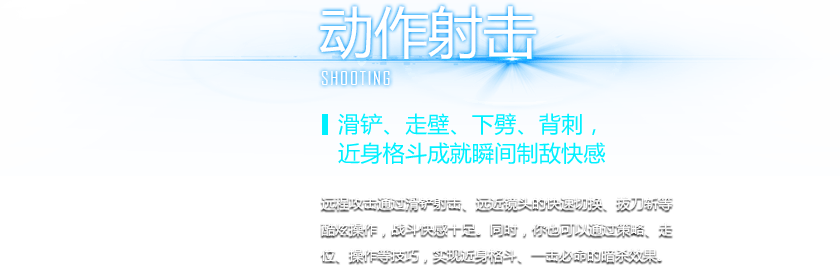 动作射击
SHOOTING
滑铲、走壁、下劈、背刺，
近身格斗成就瞬间制敌快感
远程攻击通过滑铲射击、远近镜头的快速切换、拔刀斩等
酷炫操作，战斗快感十足。同时，你也可以通过策略、走
位、操作等技巧，实现近身格斗、一击必命的暗杀效果。